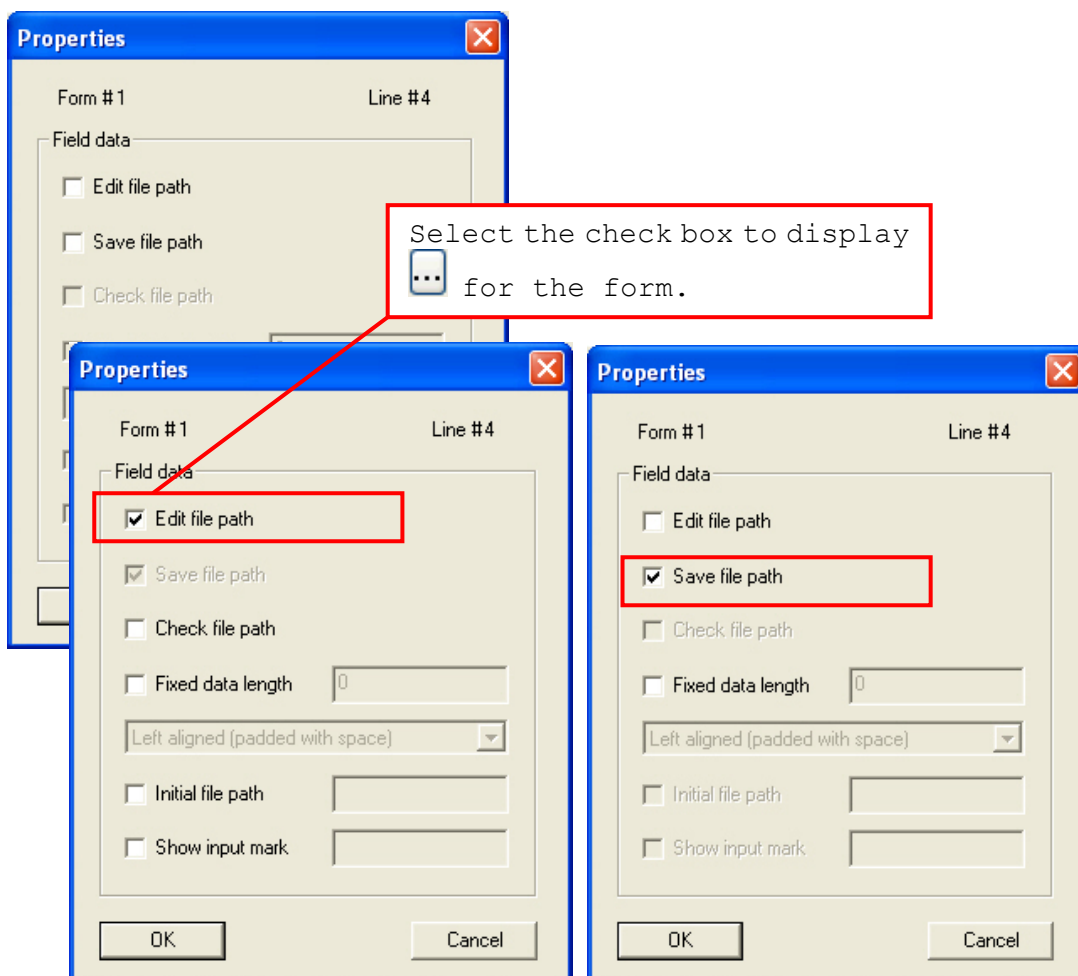 Properties
Form #1 Line #4
Field data
Edit file path
Save file path
Check file path
Select the check box to display
... for the form.
Properties
Form #1 Line #4
Field data
Edit file path
Save file path
Check file path
Fixed data length 0
Left aligned (padded with space)
Initial file path
Show input mark
OK Cancel
Properties
Form #1 Line #4
Field data
Edit file path
Save file path
Check file path
Fixed data length 0
Left aligned (padded with space)
Initial file path
Show input mark
OK Cancel